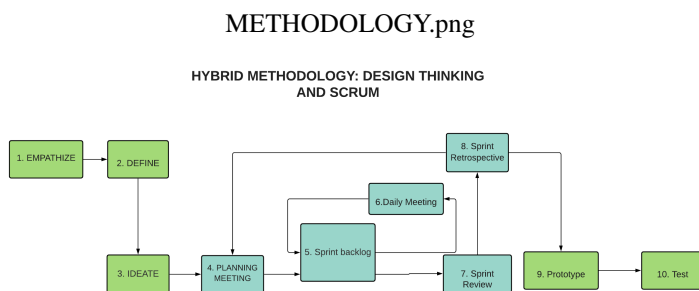 METHODOLOGY.png
HYBRID METHODOLOGY: DESIGN THINKING
AND SCRUM
1. EMPATHIZE
2. DEFINE
8. Sprint
Retrospective
6.Daily Meeting
5. Sprint backlog
3. IDEATE
4. PLANNING
MEETING
7. Sprint
Review
9. Prototype
10. Test